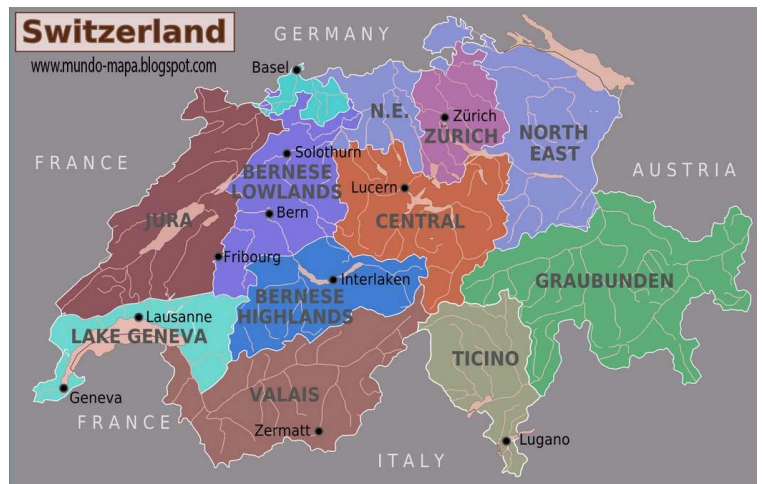 Switzerland
www.mundo-mapa.blogspot.com
GERMANY
Basel
N.E.
Zürich
ZÜRICH
NORTH
EAST
FRANCE
Solothurn
BERNESE
LOWLANDS
Lucern
AUSTRIA
JURA
Bern
CENTRAL
Fribourg
Interlaken
GRAUBUNDEN
BERNESE
HIGHLANDS
Lausanne
LAKE GENEVA
TICINO
Geneva
VALAIS
FRANCE
Zermatt
Lugano
ITALY